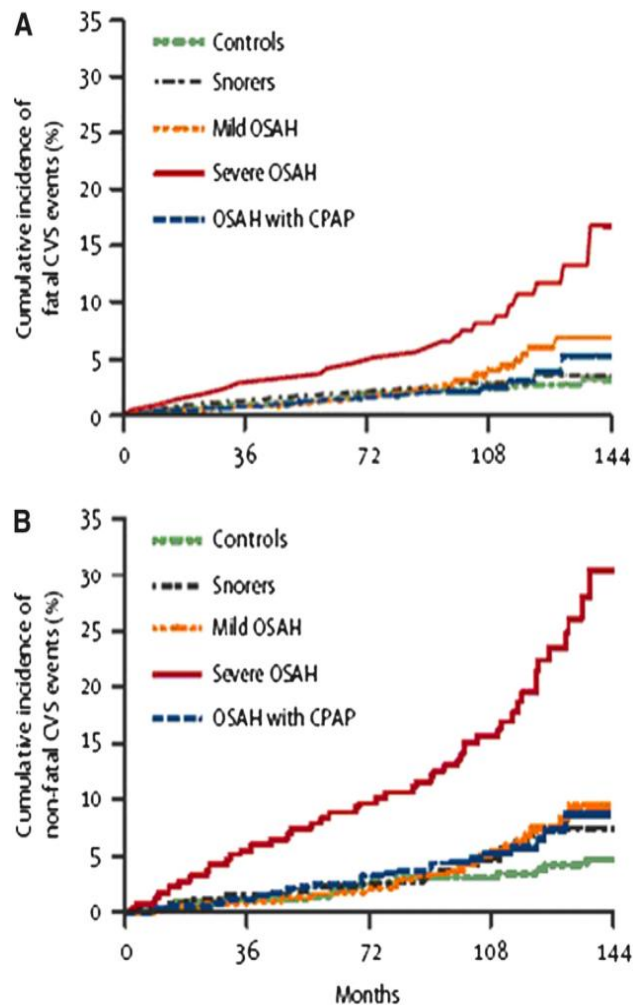 A
Cumulative incidence of
fatal CVS events (%)
35
30
25
20
15
10
5
0
Controls
Snorers
Mild OSAH
Severe OSAH
OSAH with CPAP
0 36 72 108 144
B
Cumulative incidence of
non-fatal CVS events (%)
35
30
25
20
15
10
5
0
Controls
Snorers
Mild OSAH
Severe OSAH
OSAH with CPAP
0 36 72 108 144
Months